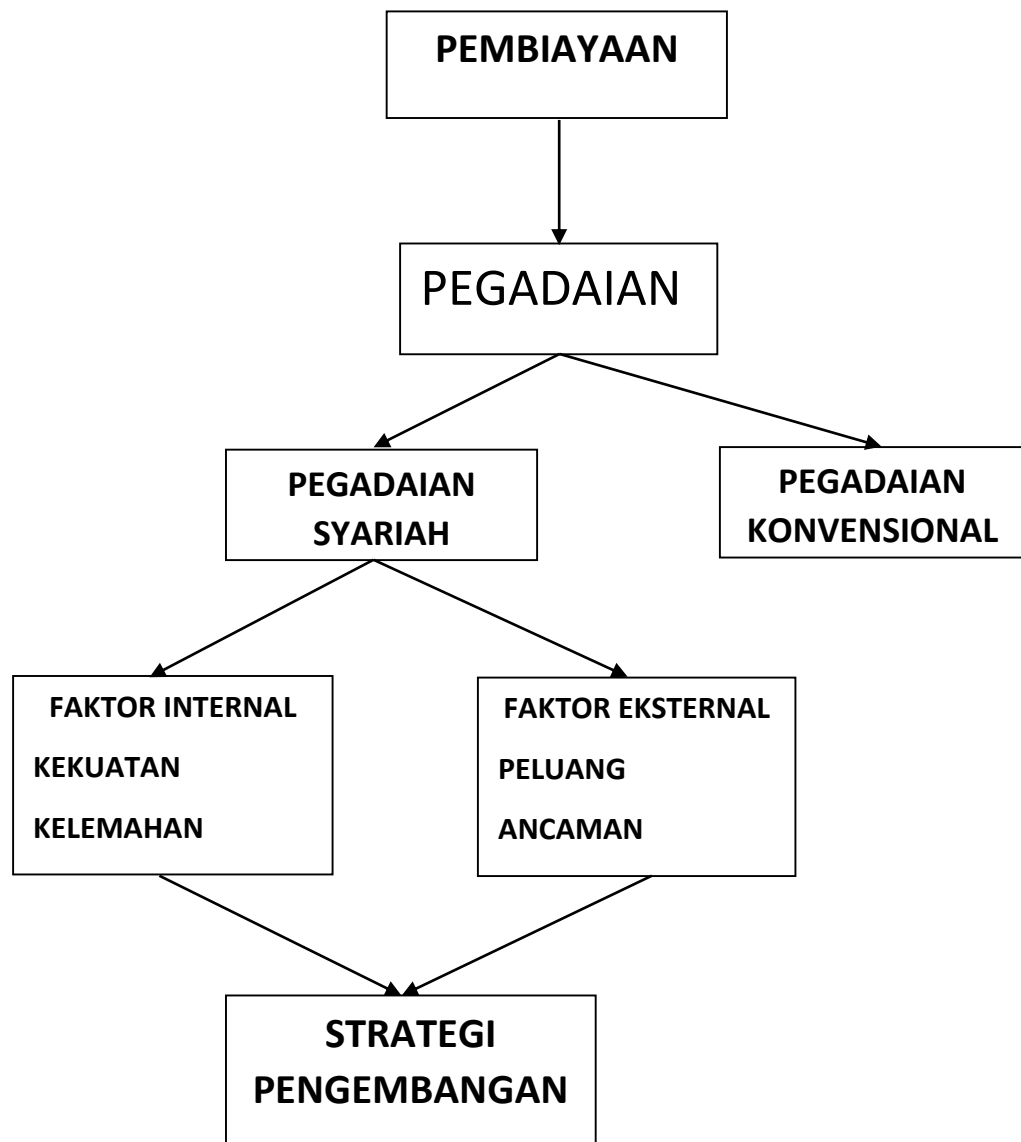 PEMBIAYAAN
PEGADAIAN
PEGADAIAN
SYARIAH
PEGADAIAN
KONVENSIONAL
FAKTOR INTERNAL
KEKUATAN
KELEMAHAN
FAKTOR EKSTERNAL
PELUANG
ANCAMAN
STRATEGI
PENGEMBANGAN